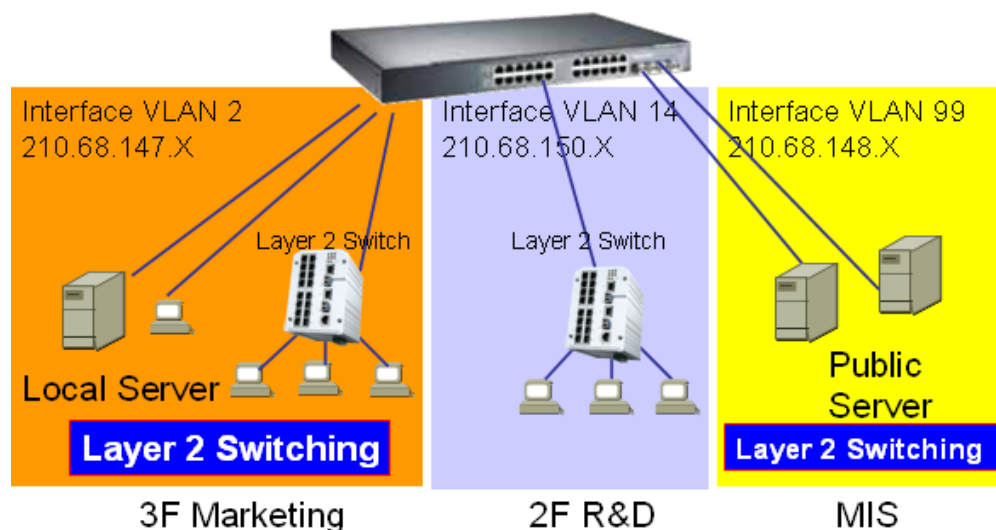 Interface VLAN 2
210.68.147.X
Interface VLAN 14
210.68.150.X
Interface VLAN 99
210.68.148.X
Layer 2 Switch
Layer 2 Switch
Local Server
Public
Server
Layer 2 Switching
Layer 2 Switching
3F Marketing
2F R&D
MIS